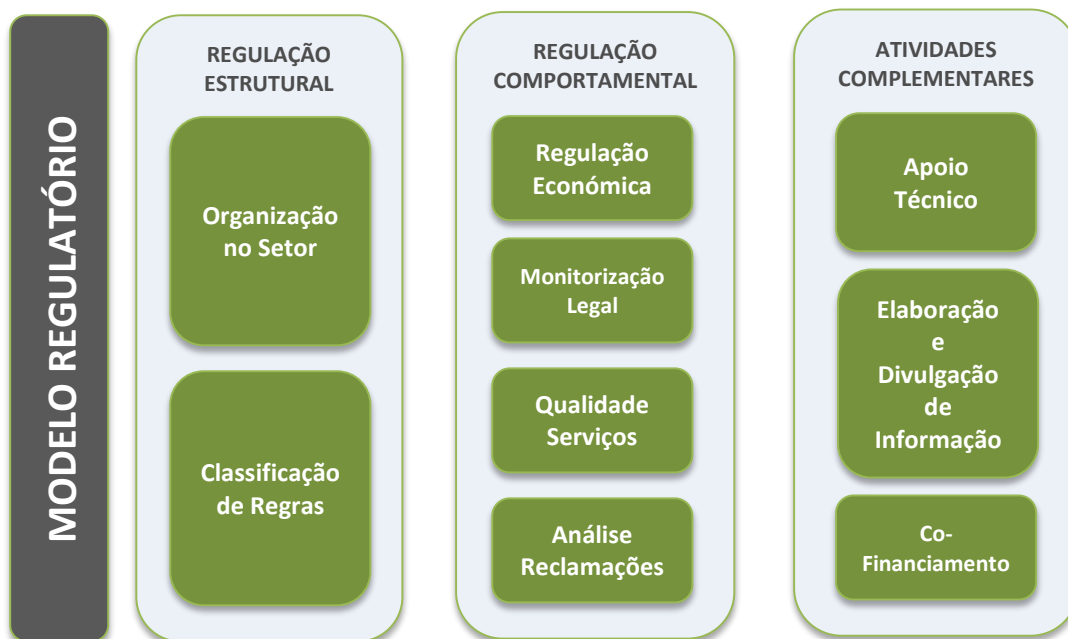 MODELO REGULATÓRIO
REGULAÇÃO
ESTRUTURAL
Organização
no Setor
Classificação
de Regras
REGULAÇÃO
COMPORTAMENTAL
Regulação
Económica
Monitorização
Legal
Qualidade
Serviços
Análise
Reclamações
ATIVIDADES
COMPLEMENTARES
Apoio
Técnico
Elaboração
e
Divulgação
de
Informação
Co-
Financiamento